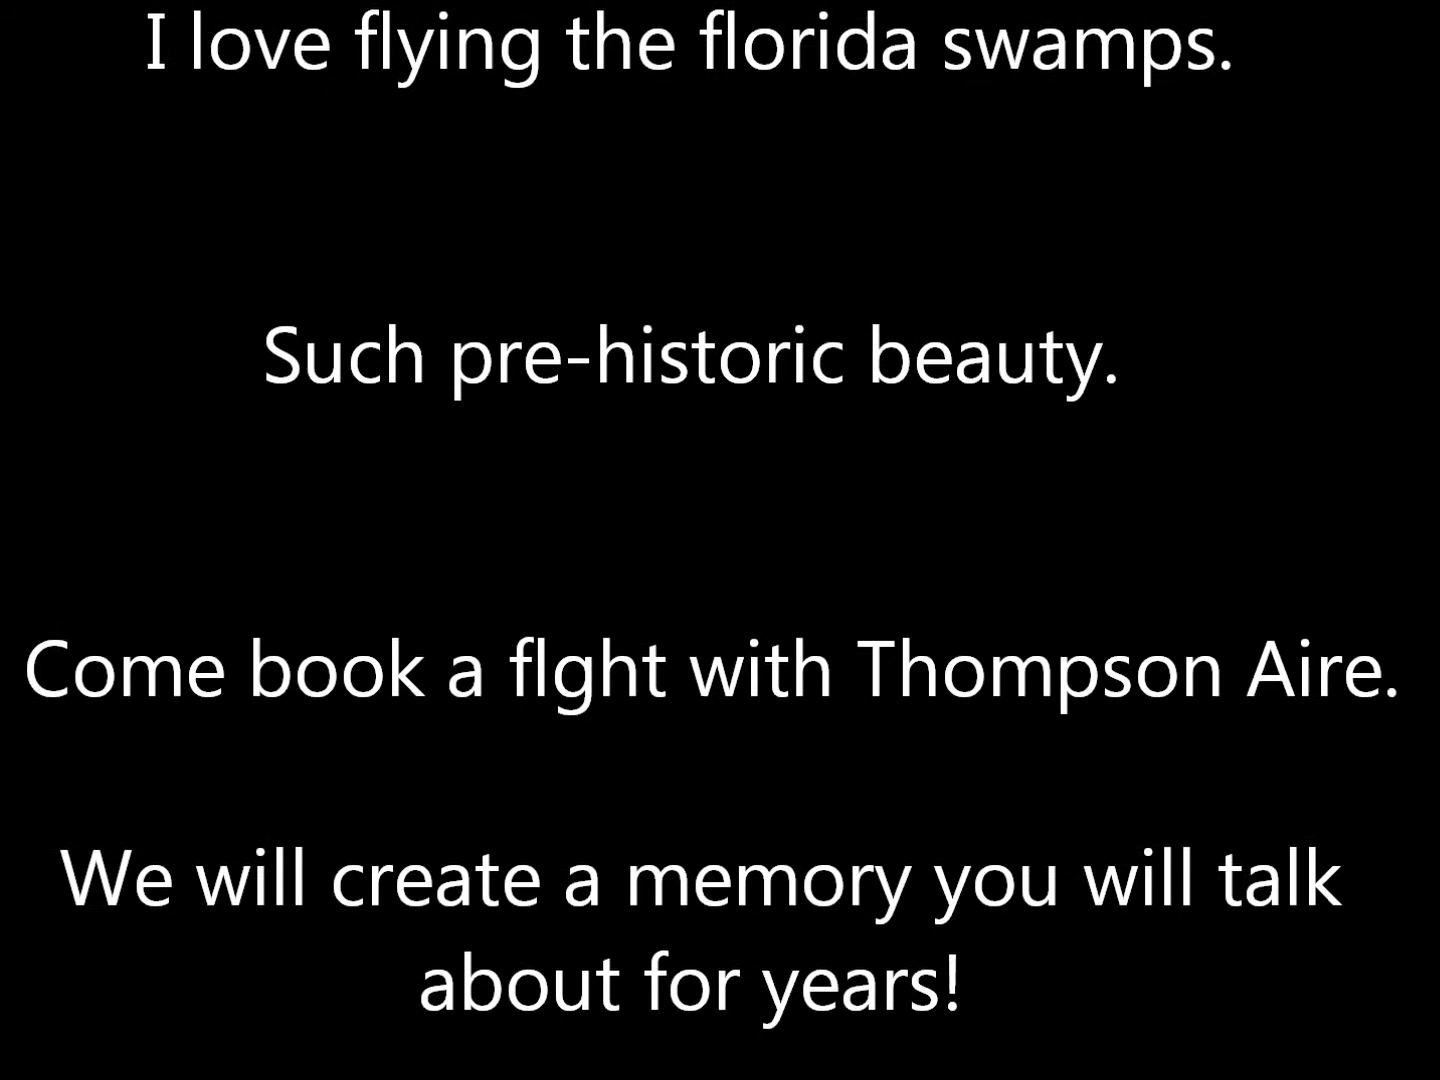 I love flying the florida swamps.
Such pre-historic beauty.
Come book a flght with Thompson Aire.
We will create a memory you will talk
about for years!